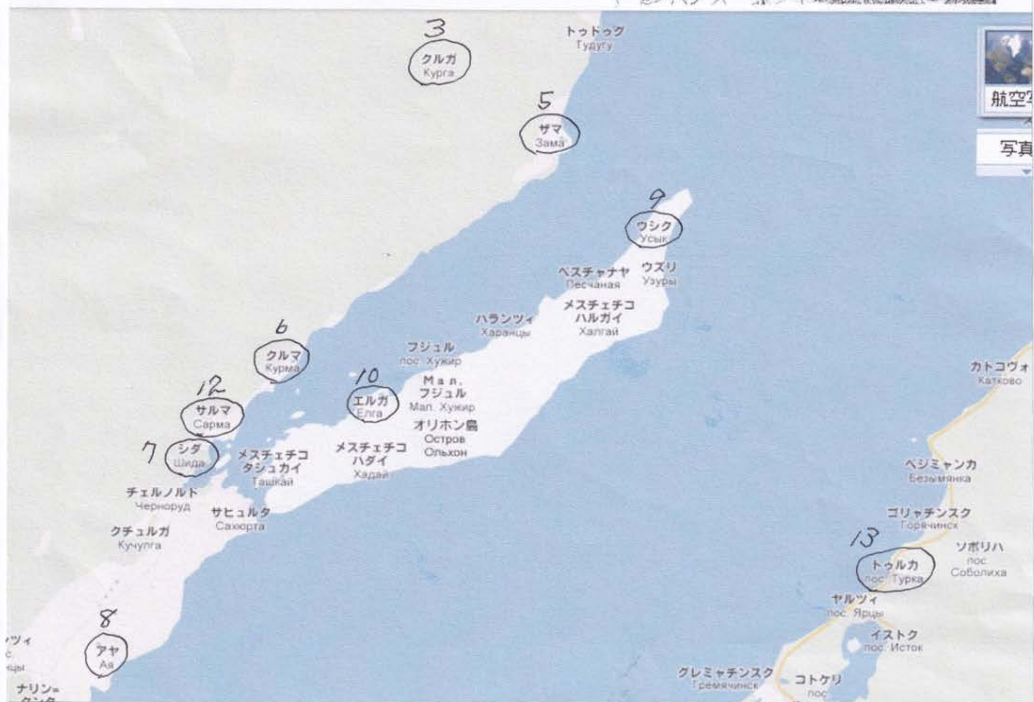 3
クルガ
Курга
トゥドゥグ
Тудугу
航空
写真
5
ザマ
Зама
9
ウシク
Усык
ペスチャナヤ
Песчаная
ウズリ
Узуры
メスチェチコ
ハルガイ
Халгай
ハランツィ
Харанцы
6
クルマ
Курма
フジュル
пос. Хужир
カトコヴォ
Катково
12
サルマ
Сарма
10
エルガ
Елга
Мал.
フジュル
Мал. Хужир
オリホン島
Остров
Ольхон
7
シダ
Шида
メスチェチコ
タシュカイ
Ташкай
メスチェチコ
ハダイ
Хадай
ベジミャンカ
Безымянка
チェルノルト
Черноруд
サヒュルタ
Сахюрта
ゴリャチンスク
Горячинск
クチュルガ
Кучулга
13
トゥルカ
пос. Турка
ソボリハ
пос
Соболиха
ヤルツィ
пос. Ярцы
8
アヤ
Ая
イストク
пос. Исток
ツィ
с.
нцы
グレミャチンスク
Гремячинск
コトケリ
пос
ナリン=